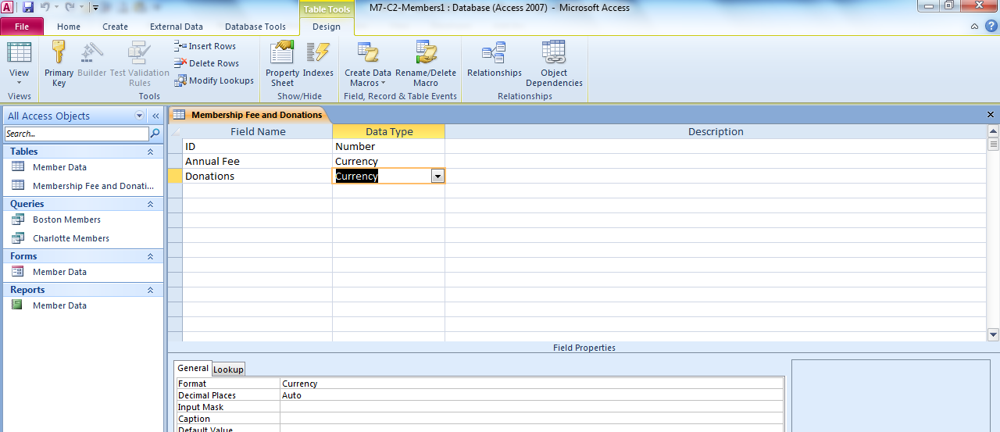 Table Tools
M7-C2-Members1 : Database (Access 2007) - Microsoft Access
File Home Create External Data Database Tools Design
View
Primary Key
Builder
Test Validation Rules
Insert Rows
Delete Rows
Modify Lookups
Property Sheet
Indexes
Create Data Macros
Rename/Delete Macro
Relationships
Object Dependencies
Views Tools Show/Hide Field, Record & Table Events Relationships
All Access Objects
Search...
Tables
Member Data
Membership Fee and Donati...
Queries
Boston Members
Charlotte Members
Forms
Member Data
Reports
Member Data
Membership Fee and Donations
Field Name Data Type Description
ID Number
Annual Fee Currency
Donations Currency
Field Properties
General Lookup
Format Currency
Decimal Places Auto
Input Mask
Caption
Default Value